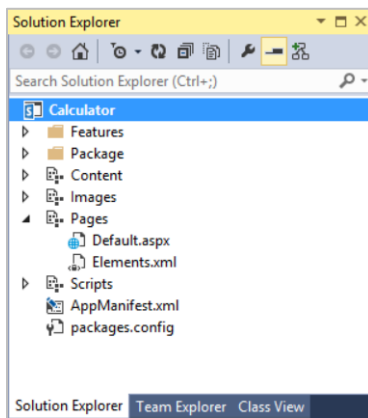 Solution Explorer
Search Solution Explorer (Ctrl+;)
Calculator
Features
Package
Content
Images
Pages
Default.aspx
Elements.xml
Scripts
AppManifest.xml
packages.config
Solution Explorer Team Explorer Class View